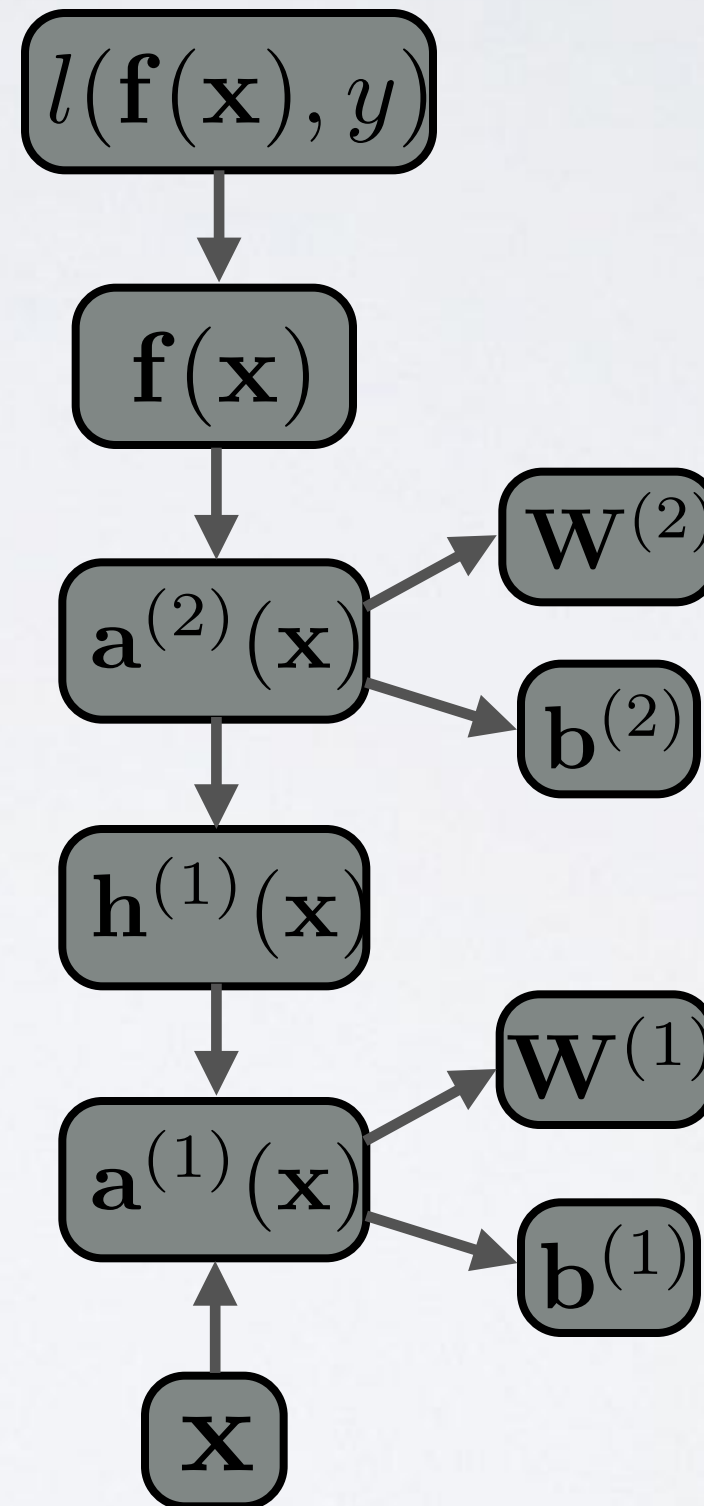 l(f(x), y)
f(x)
W^(2)
a^(2)(x)
b^(2)
h^(1)(x)
W^(1)
a^(1)(x)
b^(1)
x